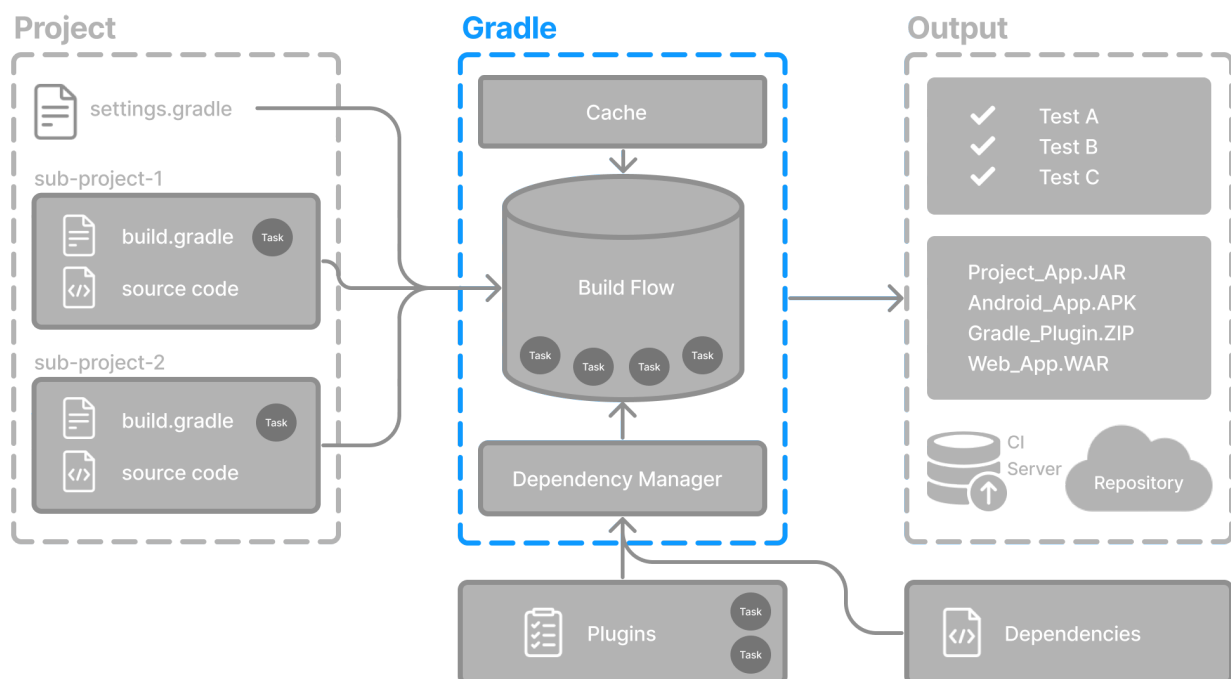 Project
settings.gradle
sub-project-1
build.gradle
Task
source code
sub-project-2
build.gradle
Task
source code
Gradle
Cache
Build Flow
Task
Task
Task
Task
Dependency Manager
Plugins
Task
Task
Output
Test A
Test B
Test C
Project_App.JAR
Android_App.APK
Gradle_Plugin.ZIP
Web_App.WAR
CI
Server
Repository
Dependencies